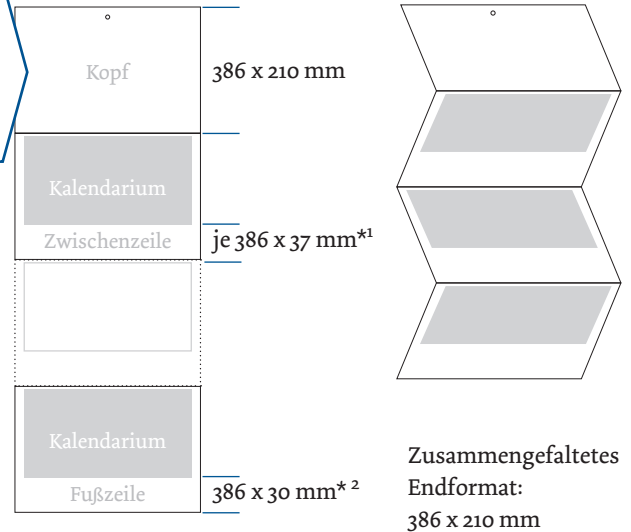 Kopf
386 x 210 mm
Kalendarium
Zwischenzeile
je 386 x 37 mm*¹
Kalendarium
Fußzeile
386 x 30 mm* ²
Zusammengefaltetes
Endformat:
386 x 210 mm